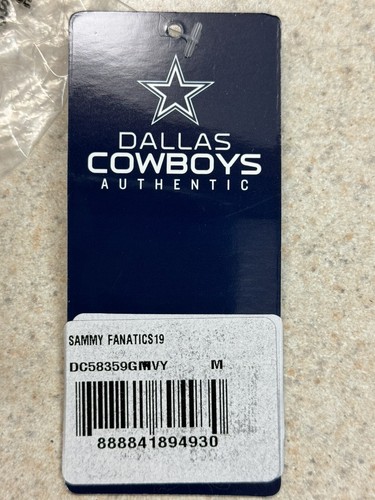 DALLAS
COWBOYS
AUTHENTIC
SAMMY FANATICS19
M
888841894930